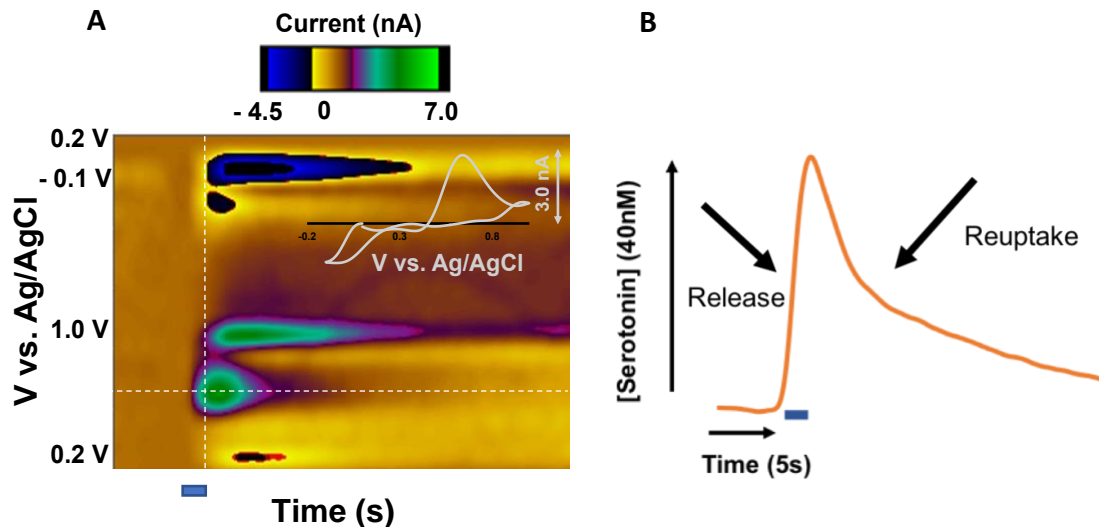 A
Current (nA)
- 4.5 0 7.0
0.2 V
- 0.1 V
1.0 V
0.2 V
V vs. Ag/AgCl
3.0 nA
-0.2 0.3 0.8
V vs. Ag/AgCl
Time (s)
B
[Serotonin] (40nM)
Release
Reuptake
Time (5s)